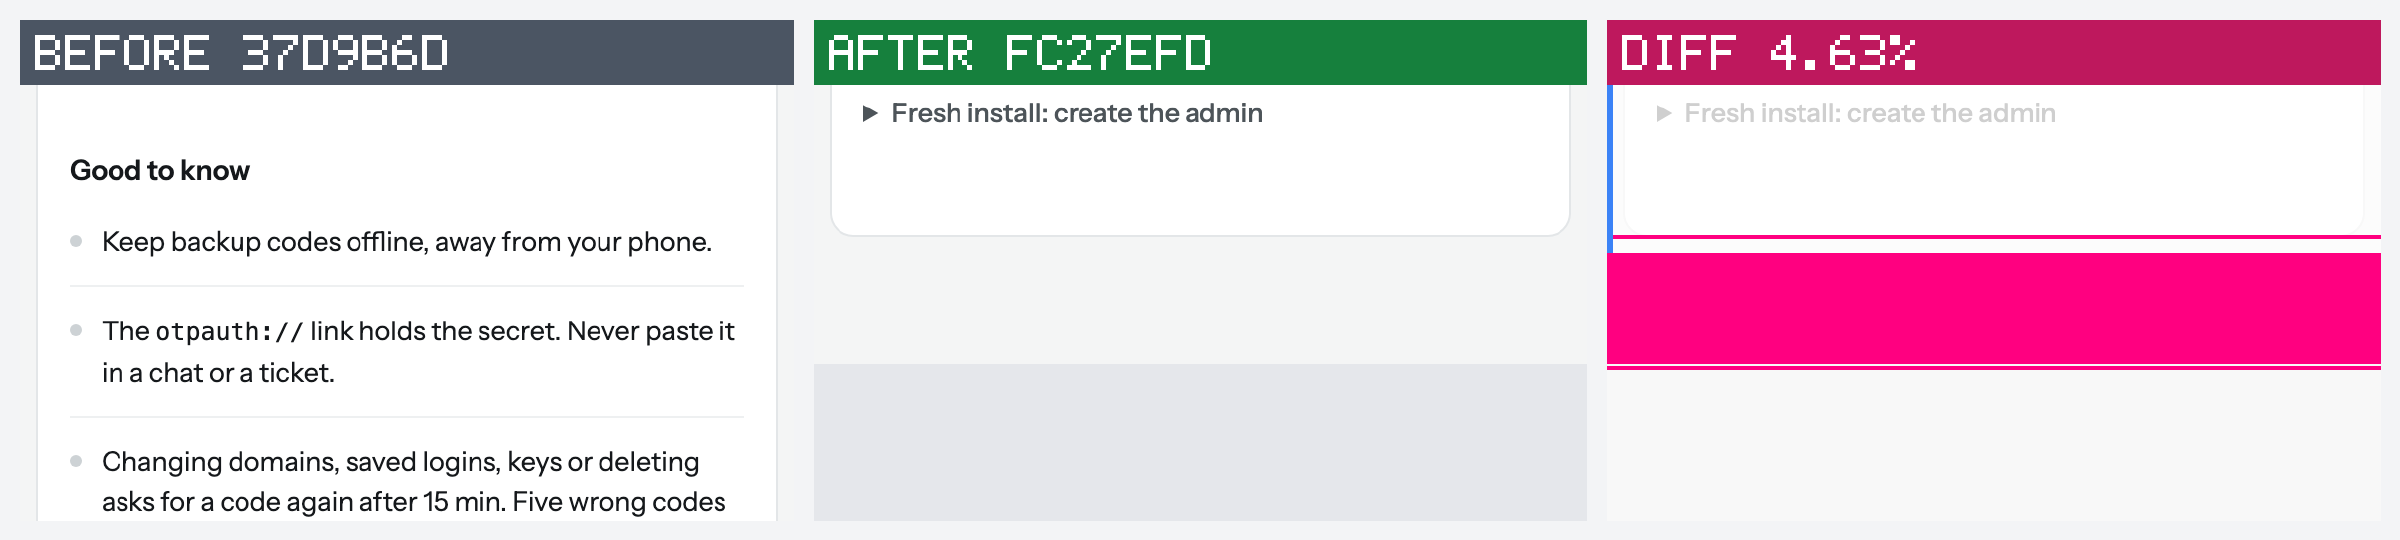 BEFORE 37D9B6D
Good to know
Keep backup codes offline, away from your phone.
The otpauth:// link holds the secret. Never paste it
in a chat or a ticket.
Changing domains, saved logins, keys or deleting
asks for a code again after 15 min. Five wrong codes
AFTER FC27EFD
▶ Fresh install: create the admin
DIFF 4.63%
▶ Fresh install: create the admin